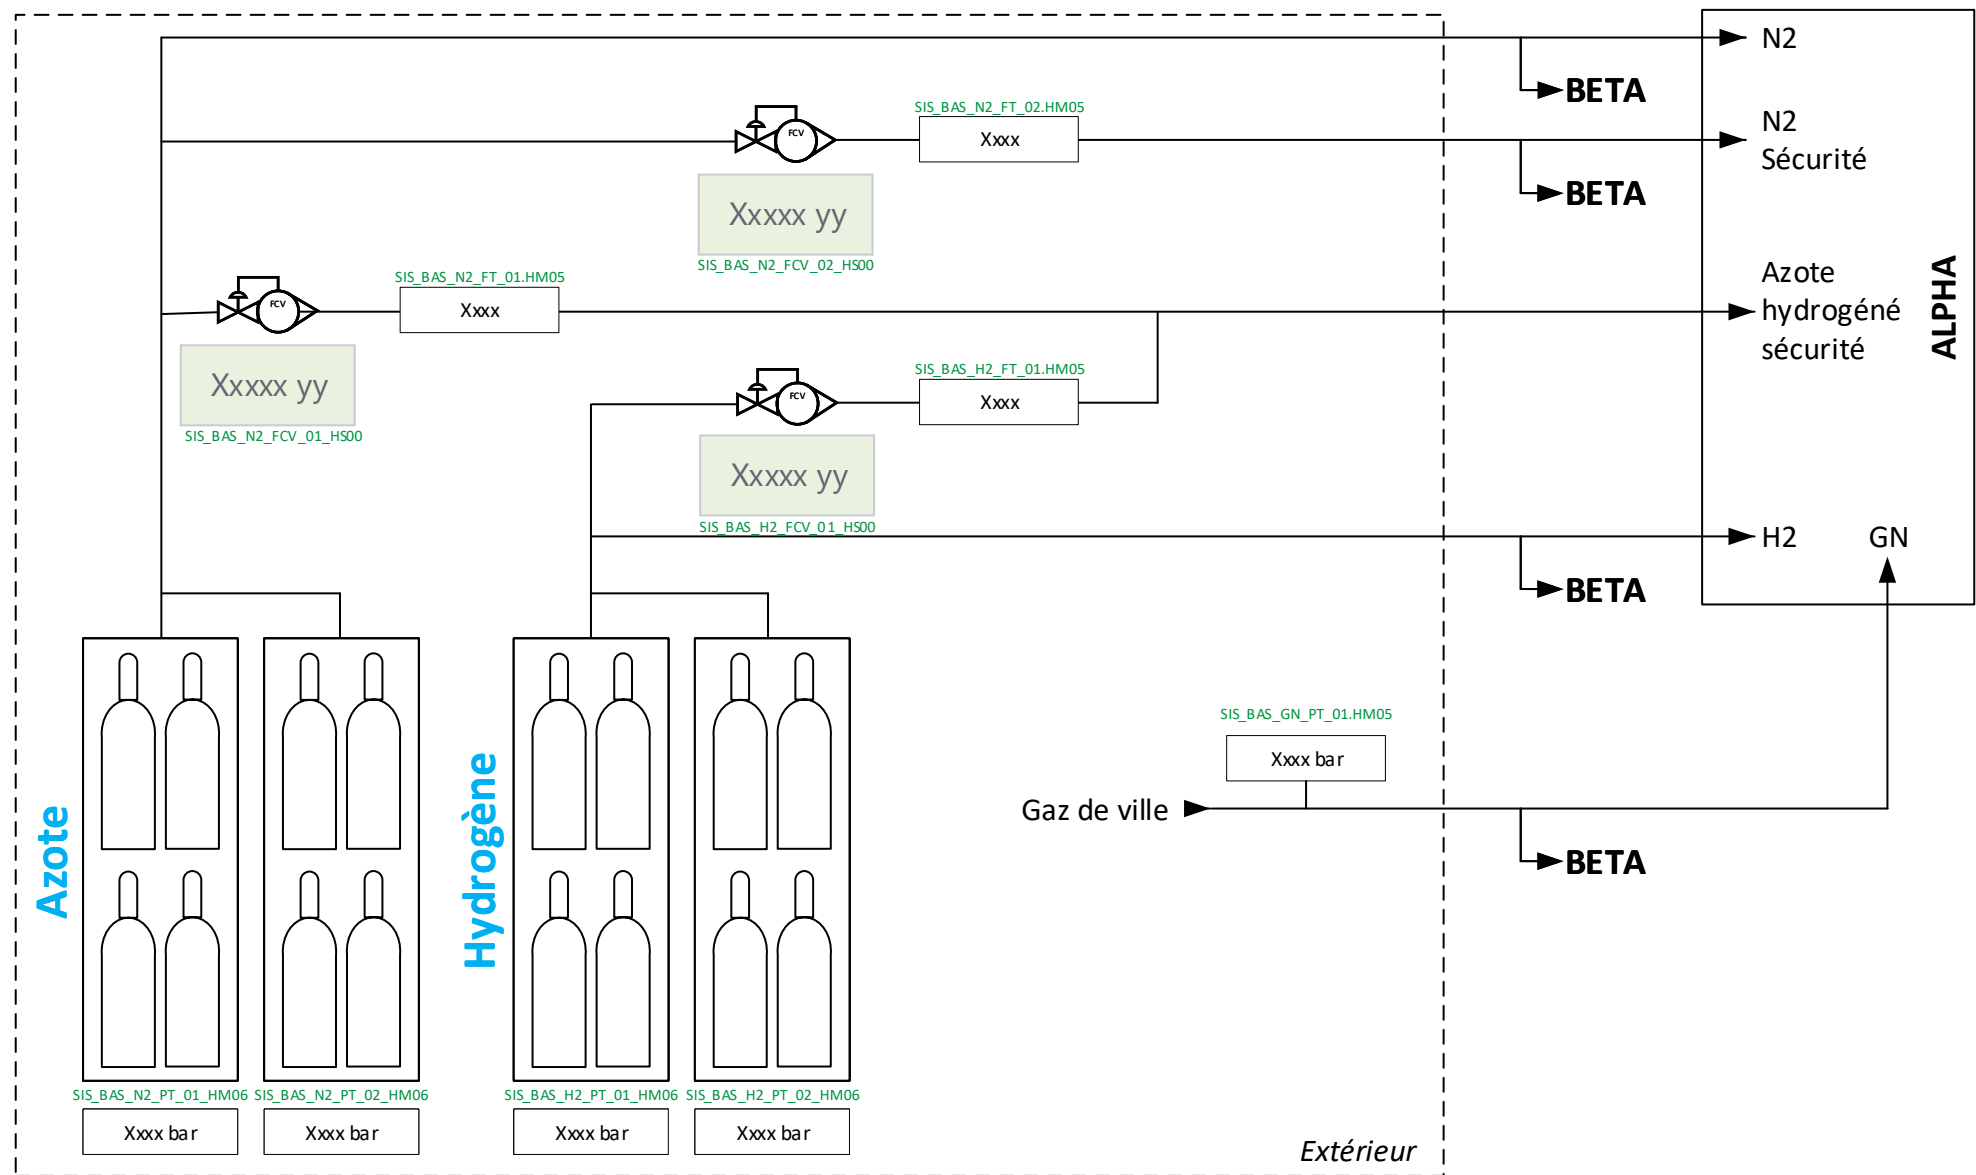 N2
BETA
SIS_BAS_N2_FT_02.HM05
FCV
Xxxx
N2
Sécurité
BETA
Xxxxx yy
SIS_BAS_N2_FCV_02_HS00
SIS_BAS_N2_FT_01.HM05
FCV
Xxxx
Azote
hydrogéné
sécurité
ALPHA
Xxxxx yy
SIS_BAS_N2_FCV_01_HS00
SIS_BAS_H2_FT_01.HM05
FCV
Xxxx
Xxxxx yy
SIS_BAS_H2_FCV_01_HS00
H2
GN
BETA
SIS_BAS_GN_PT_01.HM05
Xxxx bar
Gaz de ville
BETA
Azote
Hydrogène
SIS_BAS_N2_PT_01_HM06
SIS_BAS_N2_PT_02_HM06
SIS_BAS_H2_PT_01_HM06
SIS_BAS_H2_PT_02_HM06
Xxxx bar
Xxxx bar
Xxxx bar
Xxxx bar
Extérieur